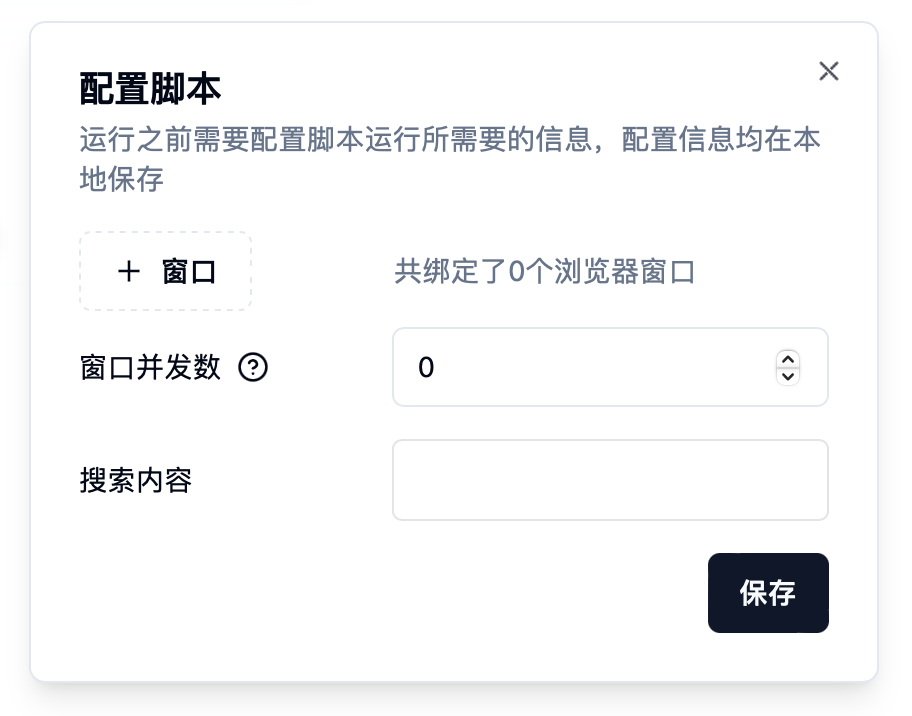 配置脚本
运行之前需要配置脚本运行所需要的信息，配置信息均在本
地保存
+ 窗口
共绑定了0个浏览器窗口
窗口并发数 ?
0
搜索内容
保存